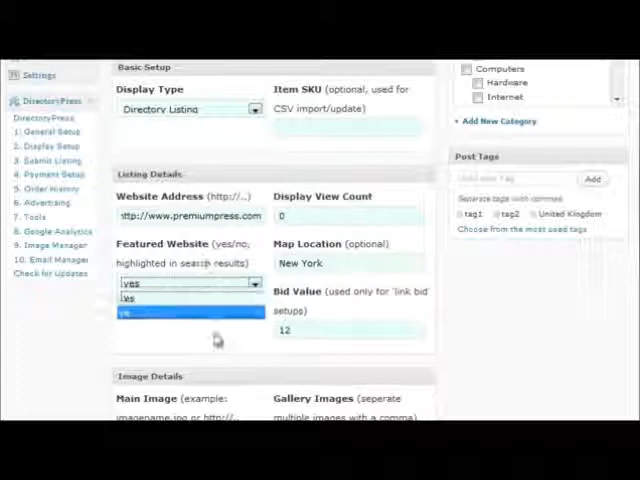 Settings
DirectoryPress
DirectoryPress
1. General Setup
2. Display Setup
3. Submit Listing
4. Payment Setup
5. Order History
6. Advertising
7. Tools
8. Google Analytics
9. Image Manager
10. Email Manager
Check for Updates
Basic Setup
Display Type
Directory Listing
Item SKU (optional, used for
CSV import/update)
Listing Details
Website Address (http://..)
http://www.premiumpress.com
Display View Count
0
Featured Website (yes/no,
highlighted in search results)
yes
yes
Map Location (optional)
New York
Bid Value (used only for 'link bid'
setups)
12
Image Details
Main Image (example:
imagename.jpg or http://..
Gallery Images (seperate
multiple images with a comma)
Computers
Hardware
Internet
+ Add New Category
Post Tags
Add New Tag
Add
Separate tags with commas
tag1 tag2 United Kingdom
Choose from the most used tags